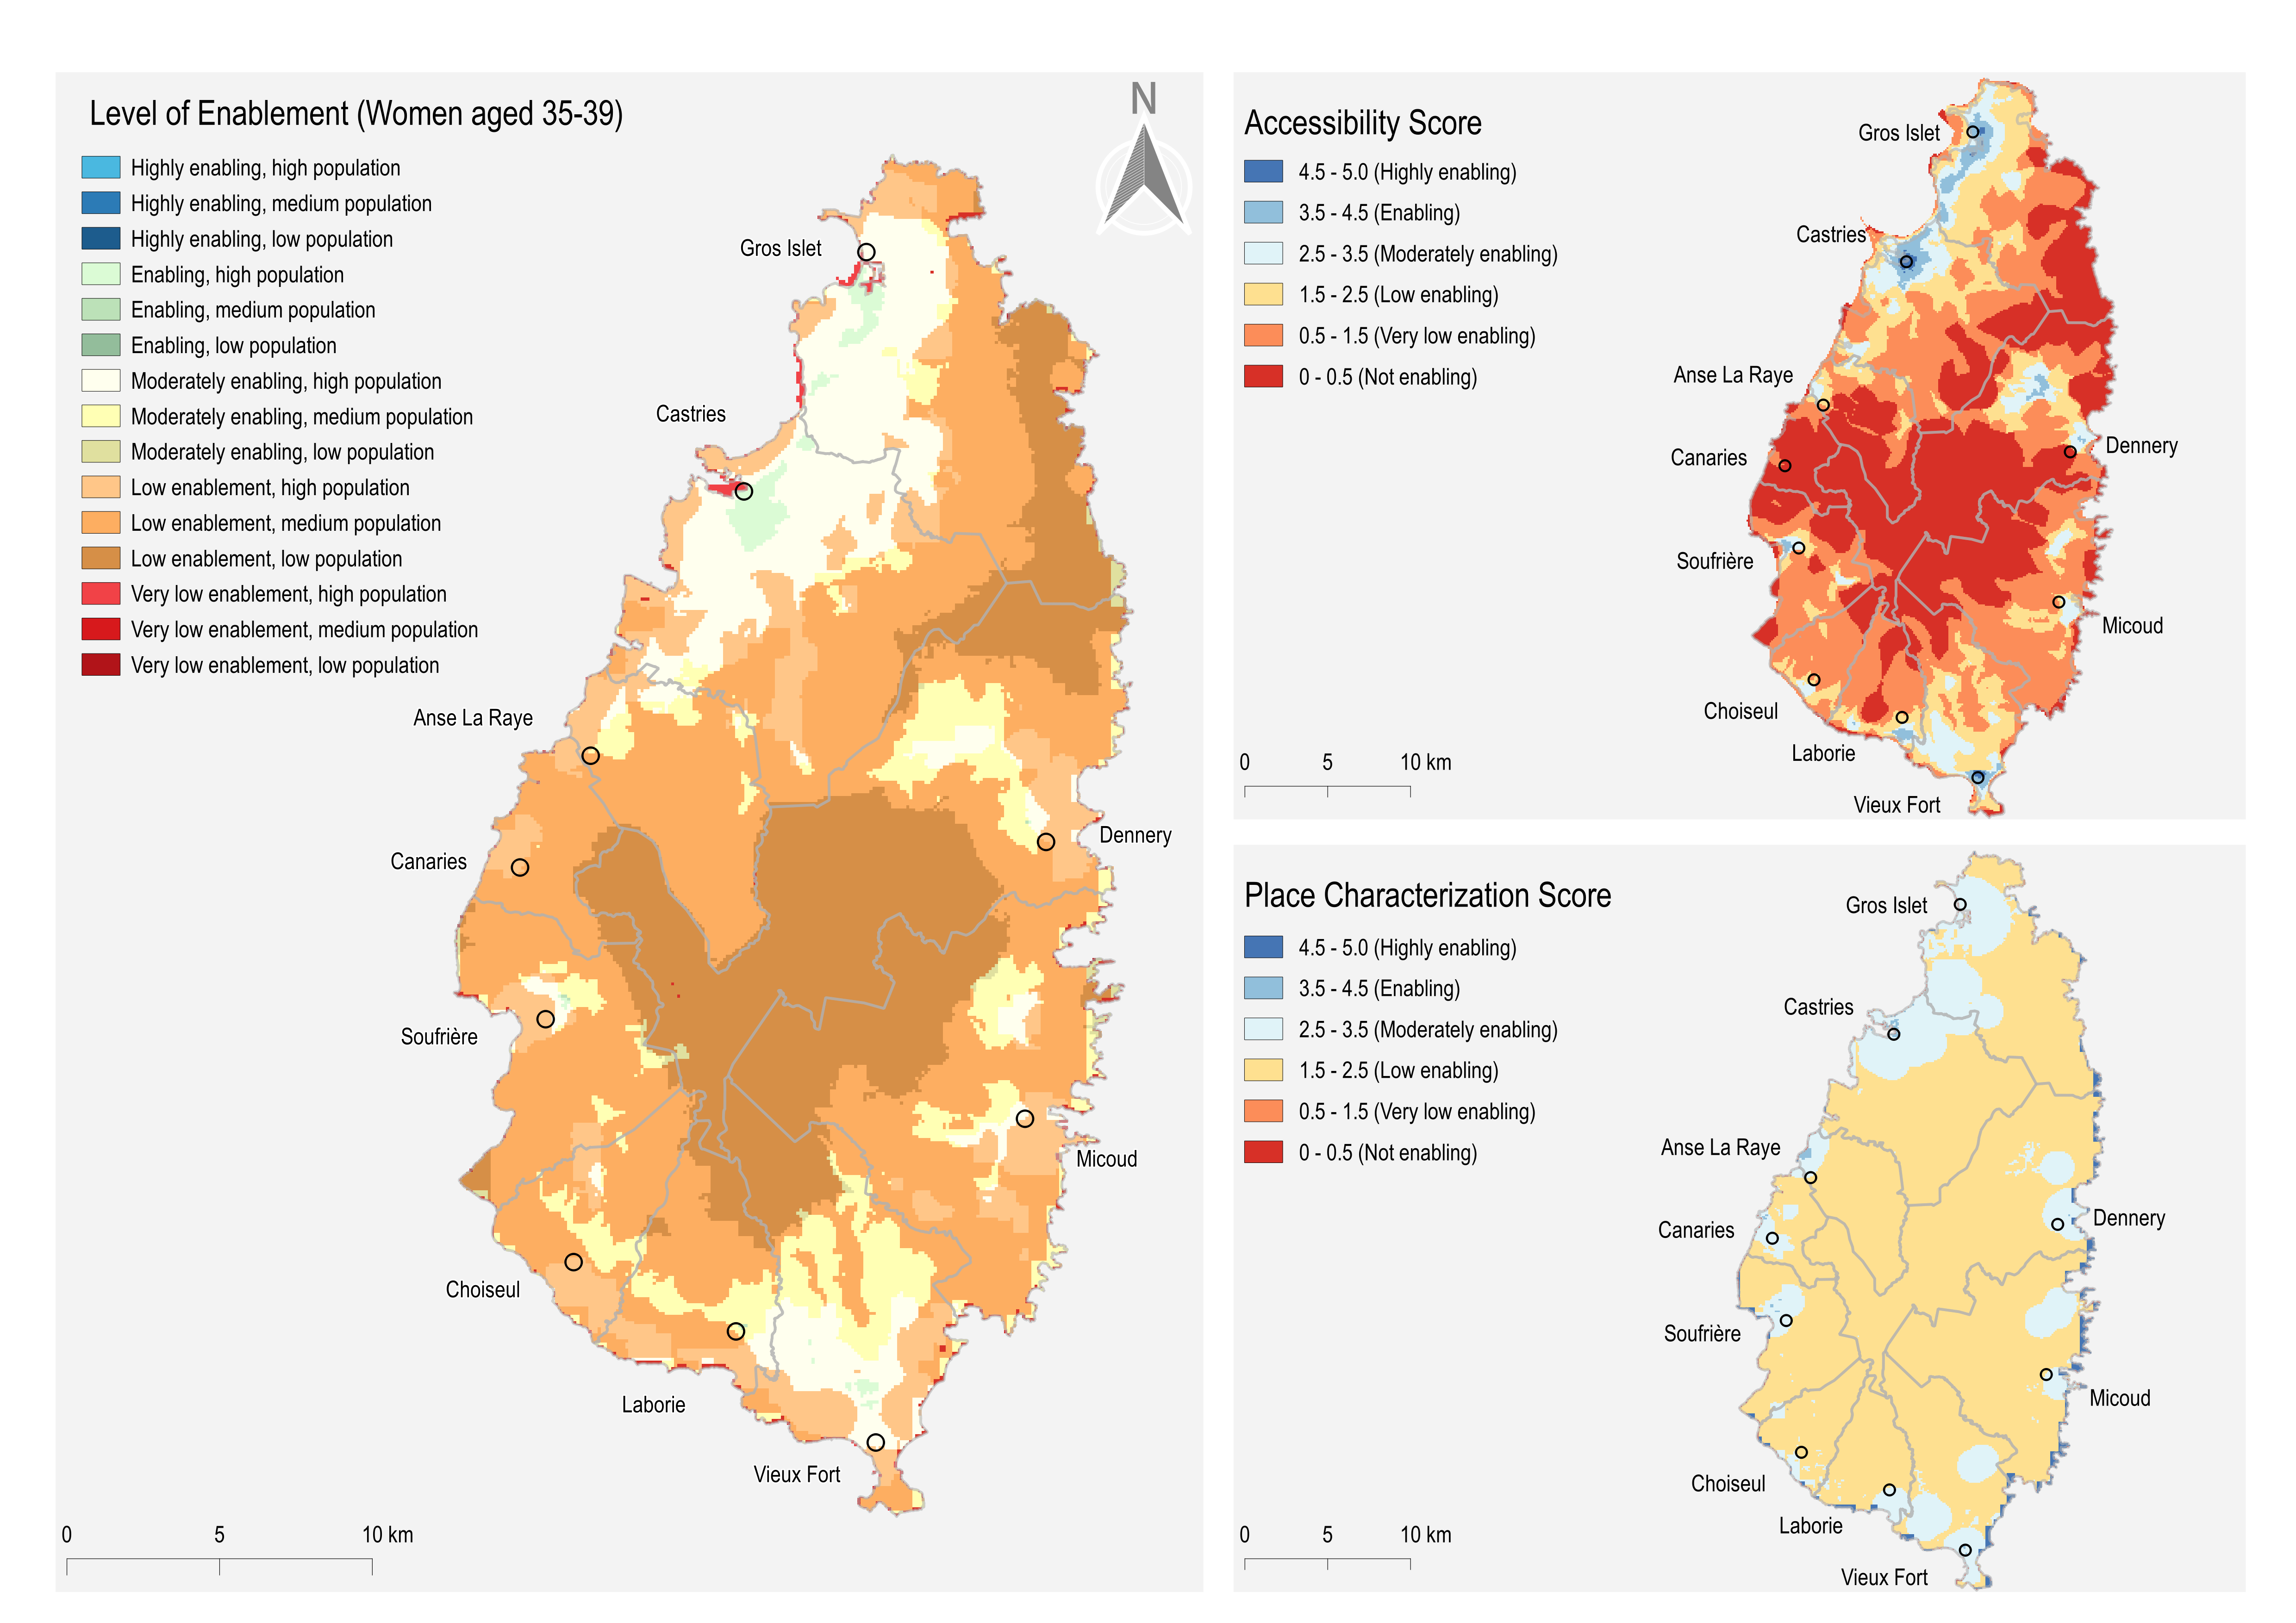 Level of Enablement (Women aged 35-39)
Highly enabling, high population
Highly enabling, medium population
Highly enabling, low population
Enabling, high population
Enabling, medium population
Enabling, low population
Moderately enabling, high population
Moderately enabling, medium population
Moderately enabling, low population
Low enablement, high population
Low enablement, medium population
Low enablement, low population
Very low enablement, high population
Very low enablement, medium population
Very low enablement, low population
N
Gros Islet
Castries
Anse La Raye
Canaries
Dennery
Soufrière
Micoud
Choiseul
Laborie
Vieux Fort
0 5 10 km
Accessibility Score
4.5 - 5.0 (Highly enabling)
3.5 - 4.5 (Enabling)
2.5 - 3.5 (Moderately enabling)
1.5 - 2.5 (Low enabling)
0.5 - 1.5 (Very low enabling)
0 - 0.5 (Not enabling)
Gros Islet
Castries
Anse La Raye
Canaries
Dennery
Soufrière
Micoud
Choiseul
Laborie
Vieux Fort
0 5 10 km
Place Characterization Score
4.5 - 5.0 (Highly enabling)
3.5 - 4.5 (Enabling)
2.5 - 3.5 (Moderately enabling)
1.5 - 2.5 (Low enabling)
0.5 - 1.5 (Very low enabling)
0 - 0.5 (Not enabling)
Gros Islet
Castries
Anse La Raye
Canaries
Dennery
Soufrière
Micoud
Choiseul
Laborie
Vieux Fort
0 5 10 km